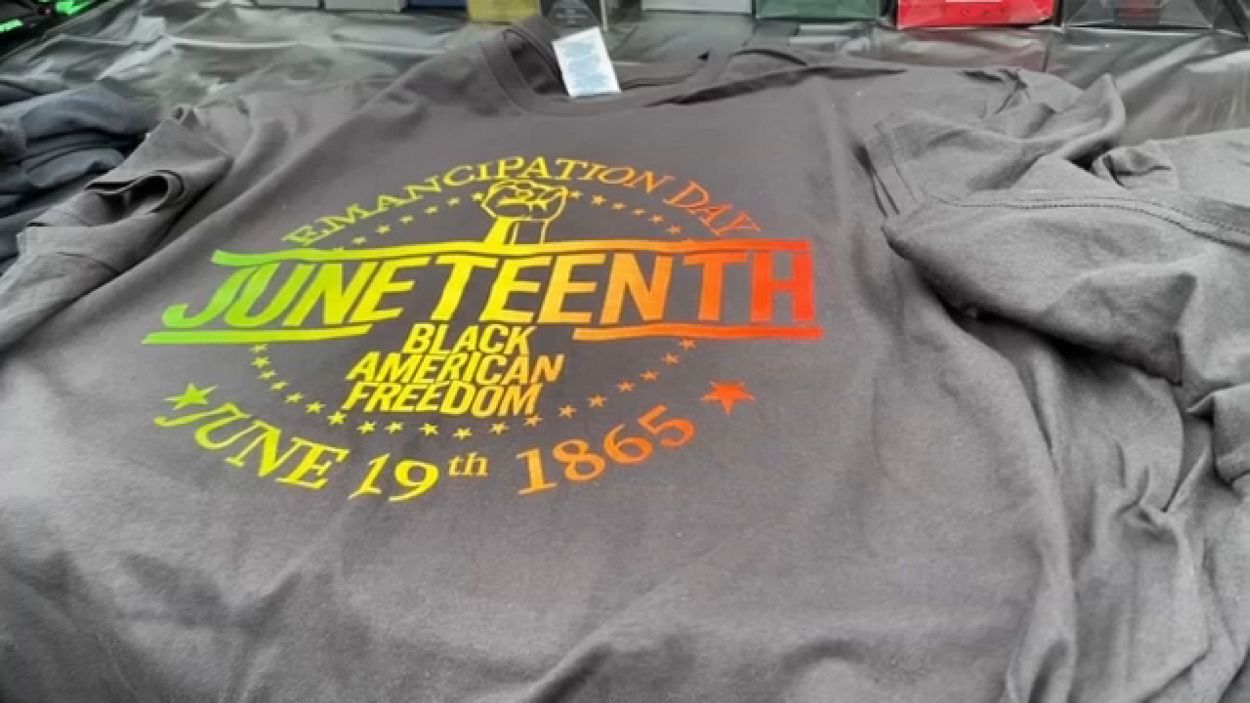 EMANCIPATION DAY
JUNETEENTH
BLACK
AMERICAN
FREEDOM
JUNE 19th 1865